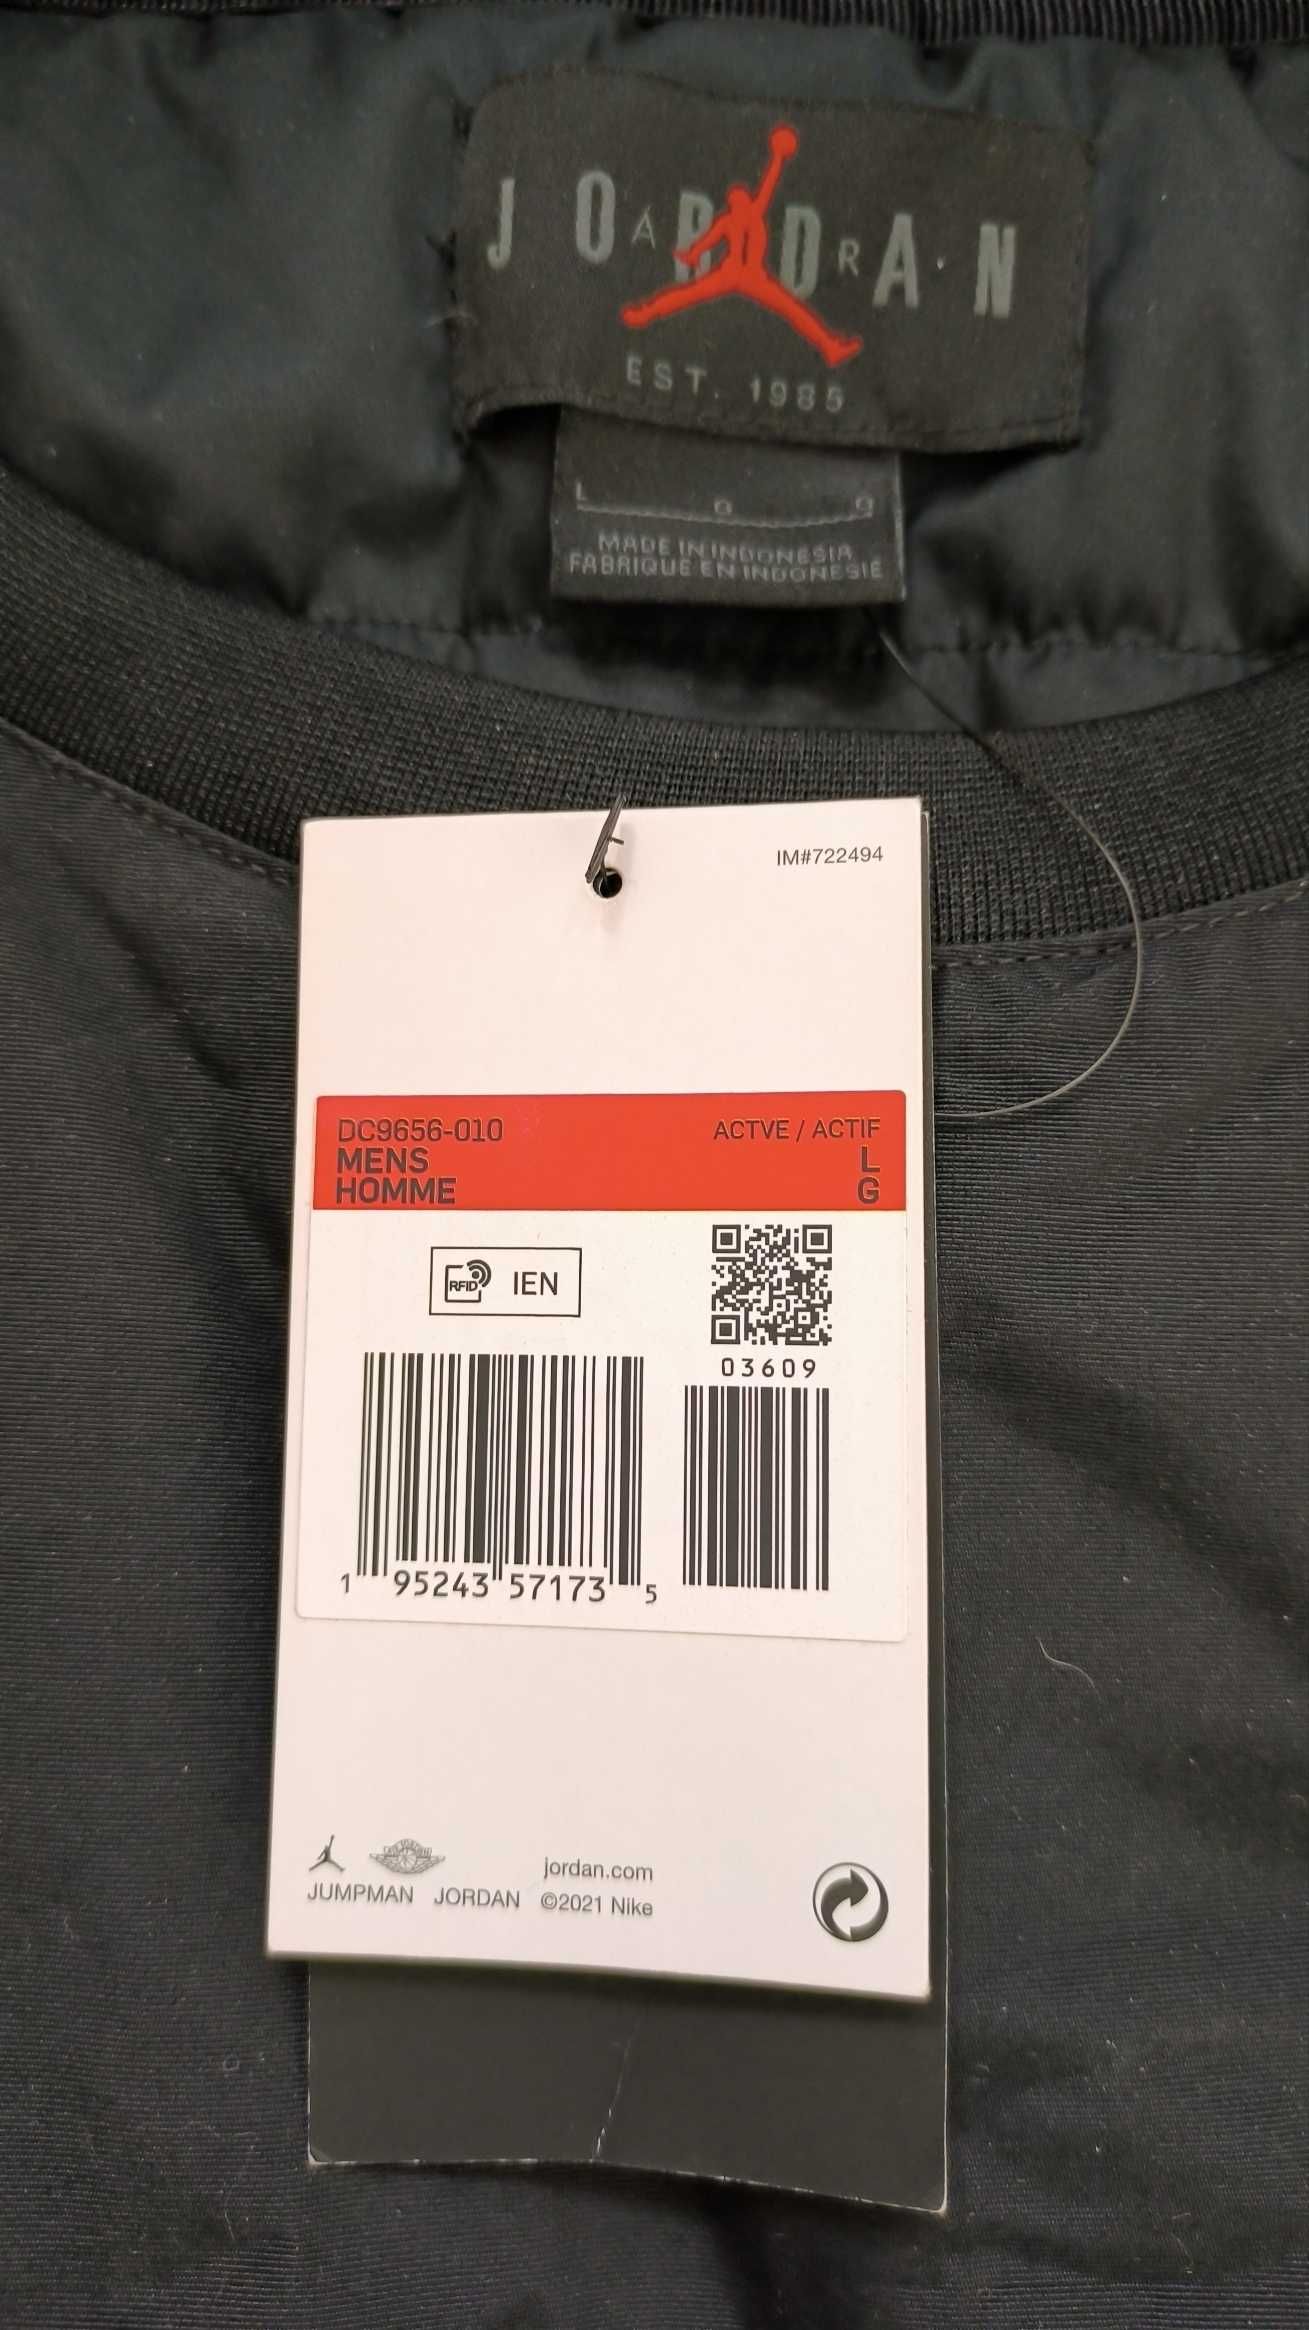 JORDAN
AIR
EST. 1985
L G G
MADE IN INDONESIA
FABRIQUE EN INDONESIE
IM#722494
DC9656-010 ACTVE / ACTIF
MENS L
HOMME G
RFID IEN
03609
1 95243 57173 5
jordan.com
JUMPMAN JORDAN ©2021 Nike